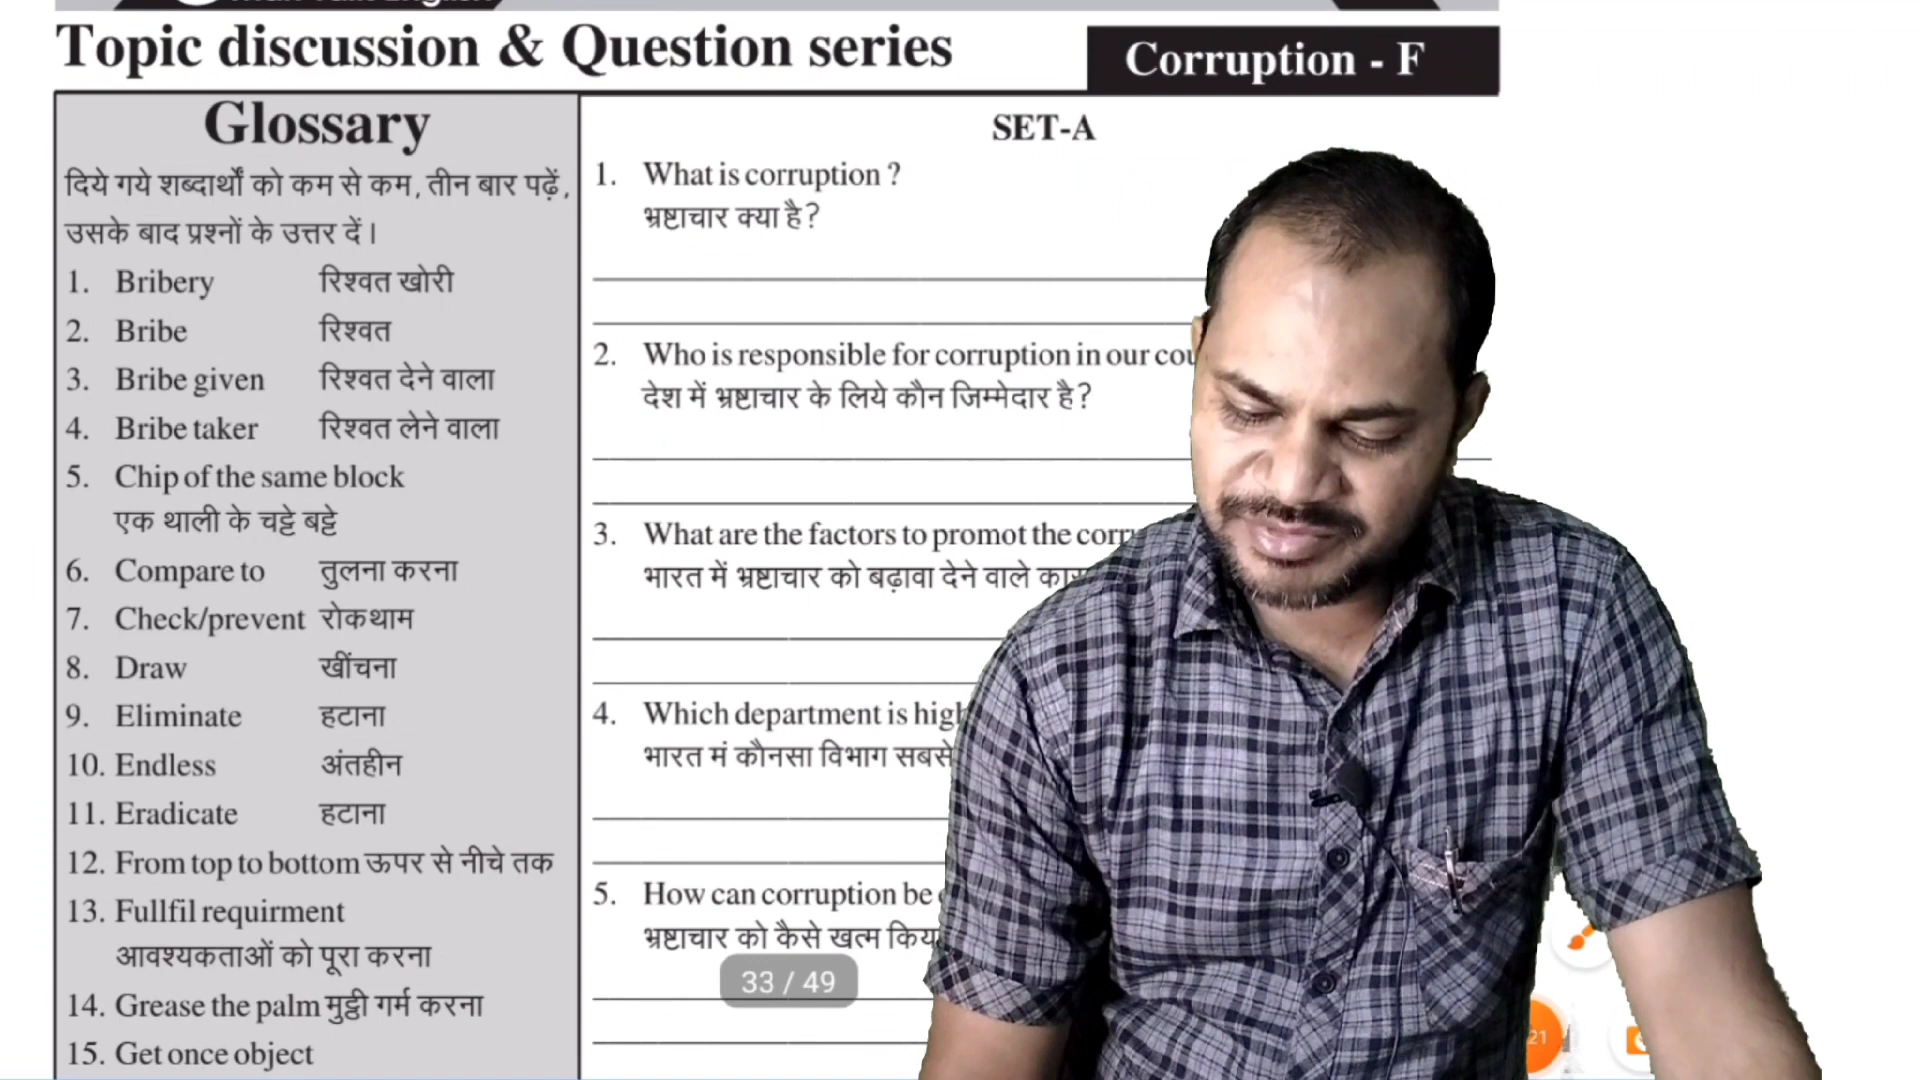 Topic discussion & Question series
Corruption - F
Glossary
दिये गये शब्दार्थों को कम से कम, तीन बार पढ़ें,
उसके बाद प्रश्नों के उत्तर दें।
1. Bribery रिश्वत खोरी
2. Bribe रिश्वत
3. Bribe given रिश्वत देने वाला
4. Bribe taker रिश्वत लेने वाला
5. Chip of the same block
एक थाली के चट्टे बट्टे
6. Compare to तुलना करना
7. Check/prevent रोकथाम
8. Draw खींचना
9. Eliminate हटाना
10. Endless अंतहीन
11. Eradicate हटाना
12. From top to bottom ऊपर से नीचे तक
13. Fullfil requirment
आवश्यकताओं को पूरा करना
14. Grease the palm मुट्ठी गर्म करना
15. Get once object
SET-A
1. What is corruption ?
भ्रष्टाचार क्या है?
2. Who is responsible for corruption in our
देश में भ्रष्टाचार के लिये कौन जिम्मेदार है?
3. What are the factors to promot the
भारत में भ्रष्टाचार को बढ़ावा देने वाले
4. Which department is
भारत मं कौनसा विभाग सबसे
5. How can corruption be
भ्रष्टाचार को कैसे खत्म
33 / 49
21